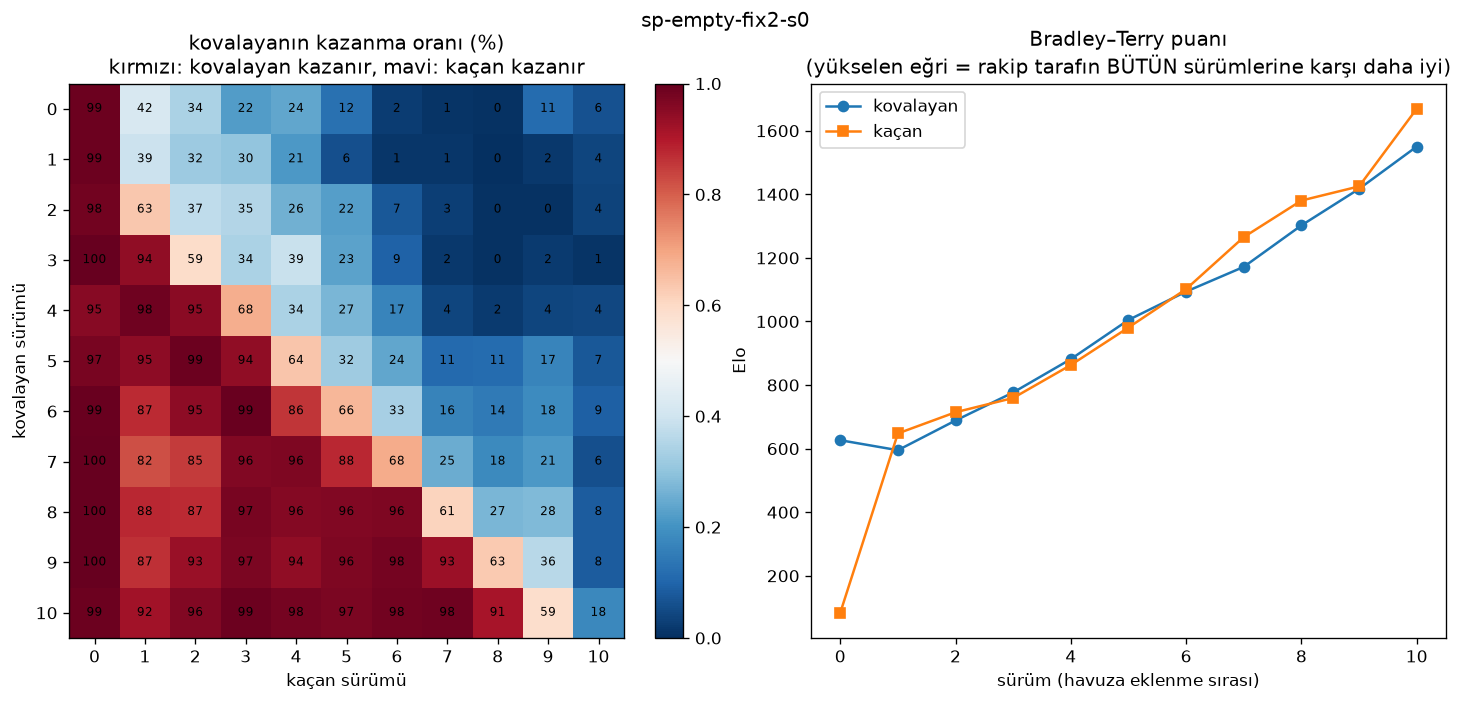 sp-empty-fix2-s0
kovalayanın kazanma oranı (%)
kırmızı: kovalayan kazanır, mavi: kaçan kazanır
0 99 42 34 22 24 12 2 1 0 11 6
1 99 39 32 30 21 6 1 1 0 2 4
2 98 63 37 35 26 22 7 3 0 0 4
3 100 94 59 34 39 23 9 2 0 2 1
4 95 98 95 68 34 27 17 4 2 4 4
5 97 95 99 94 64 32 24 11 11 17 7
6 99 87 95 99 86 66 33 16 14 18 9
7 100 82 85 96 96 88 68 25 18 21 6
8 100 88 87 97 96 96 96 61 27 28 8
9 100 87 93 97 94 96 98 93 63 36 8
10 99 92 96 99 98 97 98 98 91 59 18
0 1 2 3 4 5 6 7 8 9 10
kovalayan sürümü
kaçan sürümü
1.0
0.8
0.6
0.4
0.2
0.0
Bradley–Terry puanı
(yükselen eğri = rakip tarafın BÜTÜN sürümlerine karşı daha iyi)
kovalayan
kaçan
1600
1400
1200
1000
800
600
400
200
Elo
0 2 4 6 8 10
sürüm (havuza eklenme sırası)